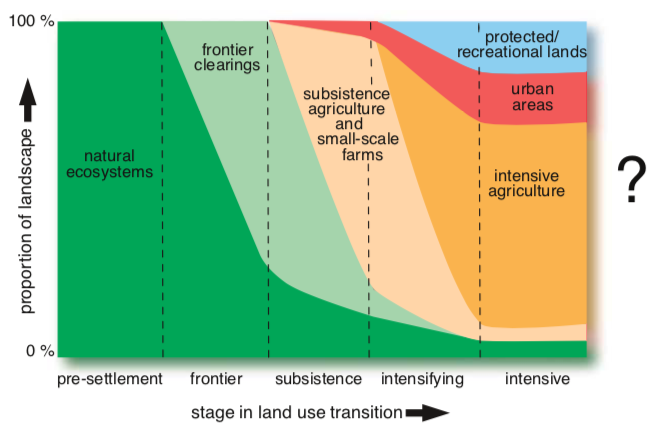 100 %
protected/
recreational lands
frontier
clearings
urban
areas
subsistence
agriculture
and
small-scale
farms
natural
ecosystems
intensive
agriculture
?
proportion of landscape
0 %
pre-settlement
frontier
subsistence
intensifying
intensive
stage in land use transition